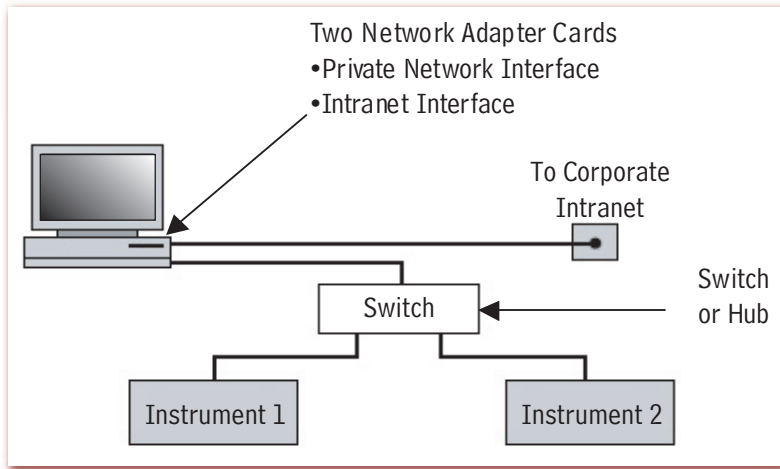 Two Network Adapter Cards
•Private Network Interface
•Intranet Interface
To Corporate
Intranet
Switch
or Hub
Switch
Instrument 1
Instrument 2